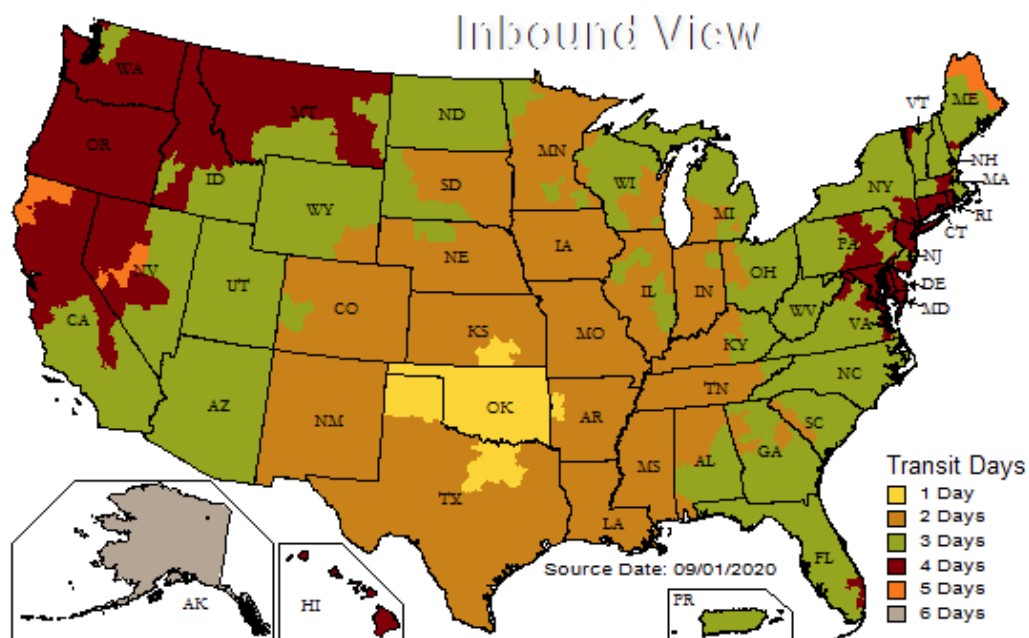 Inbound View
WA
MT
ND
MN
VT
ME
OR
ID
SD
WI
NY
NH
MA
WY
MI
RI
IA
PA
CT
NE
NV
OH
NJ
UT
IL
IN
DE
CO
WV
MD
CA
KS
MO
VA
KY
NC
TN
AZ
OK
NM
AR
SC
MS
AL
GA
TX
LA
FL
Transit Days
1 Day
2 Days
3 Days
4 Days
5 Days
6 Days
Source Date: 09/01/2020
AK
HI
PR